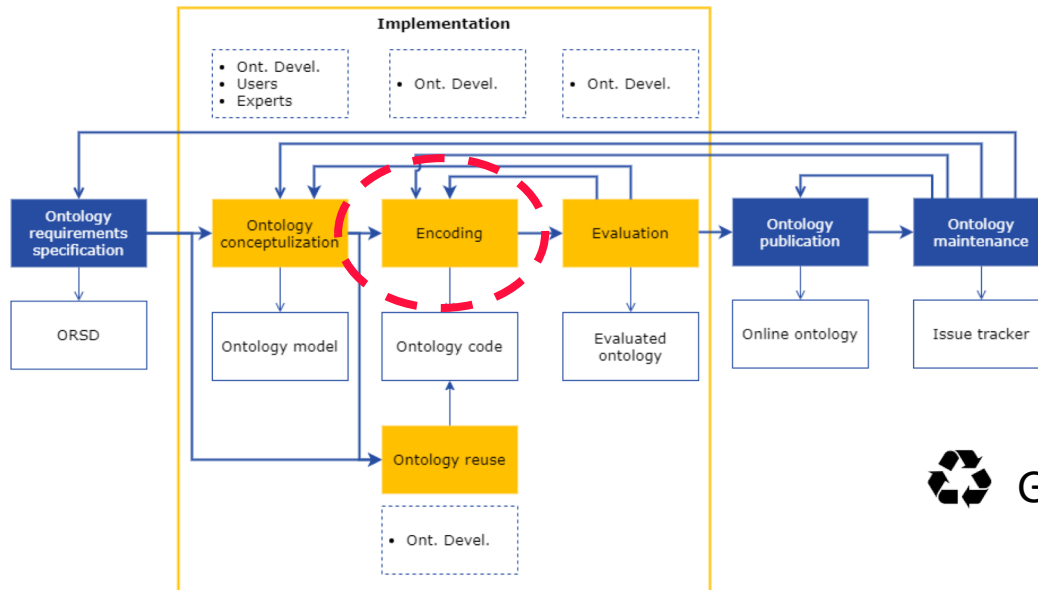 Implementation
• Ont. Devel.
• Users
• Experts
• Ont. Devel.
• Ont. Devel.
Ontology
requirements
specification
Ontology
conceptulization
Encoding
Evaluation
Ontology
publication
Ontology
maintenance
ORSD
Ontology model
Ontology code
Evaluated
ontology
Online ontology
Issue tracker
Ontology reuse
• Ont. Devel.
G